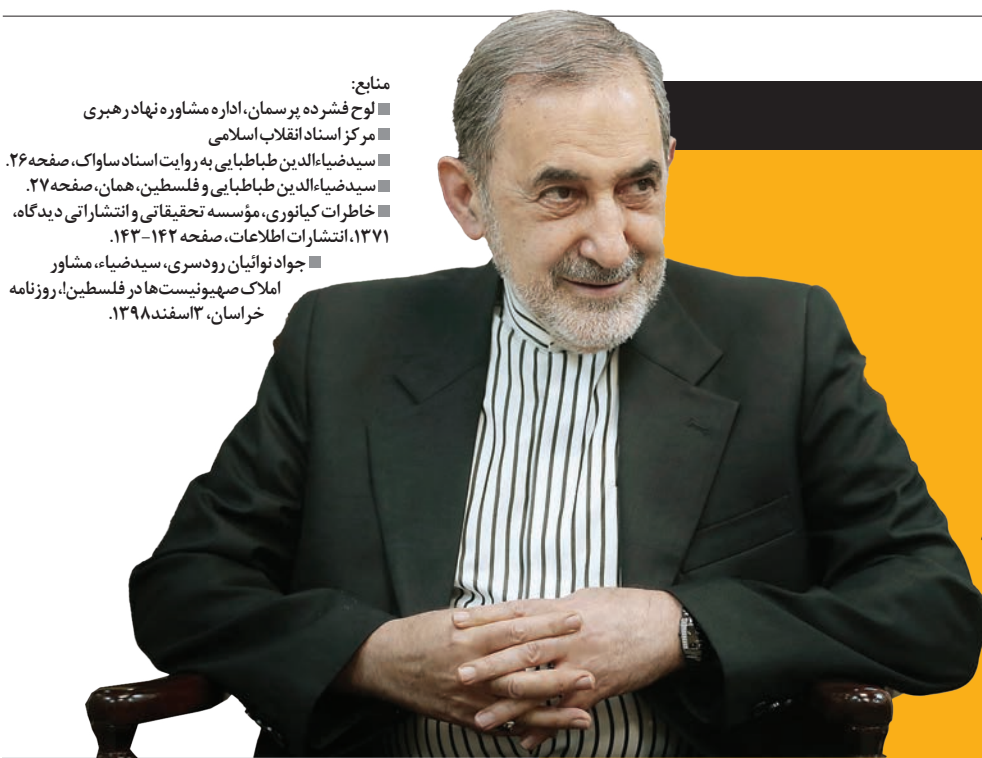 منابع:
■ لوح فشرده پرسمان، اداره مشاوره نهاد رهبری
■ مرکز اسناد انقلاب اسلامی
■ سیدضیاءالدین طباطبایی به روایت اسناد ساواک، صفحه ۲۶.
■ سیدضیاءالدین طباطبایی و فلسطین، همان، صفحه ۲۷.
■ خاطرات کیانوری، مؤسسه تحقیقاتی و انتشاراتی دیدگاه،
۱۳۷۱، انتشارات اطلاعات، صفحه ۱۴۲-۱۴۳.
■ جواد نوائیان رودسری، سیدضیاء، مشاور
املاک صهیونیست‌ها در فلسطین!، روزنامه
خراسان، ۳ اسفند ۱۳۹۸.